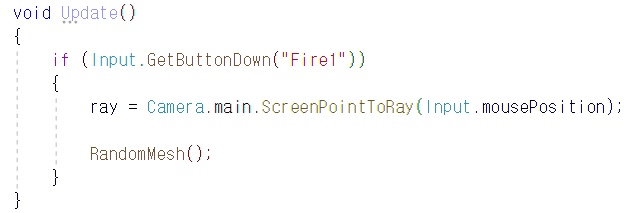 void Update()
{
if (Input.GetButtonDown("Fire1"))
{
ray = Camera.main.ScreenPointToRay(Input.mousePosition);
RandomMesh();
}
}